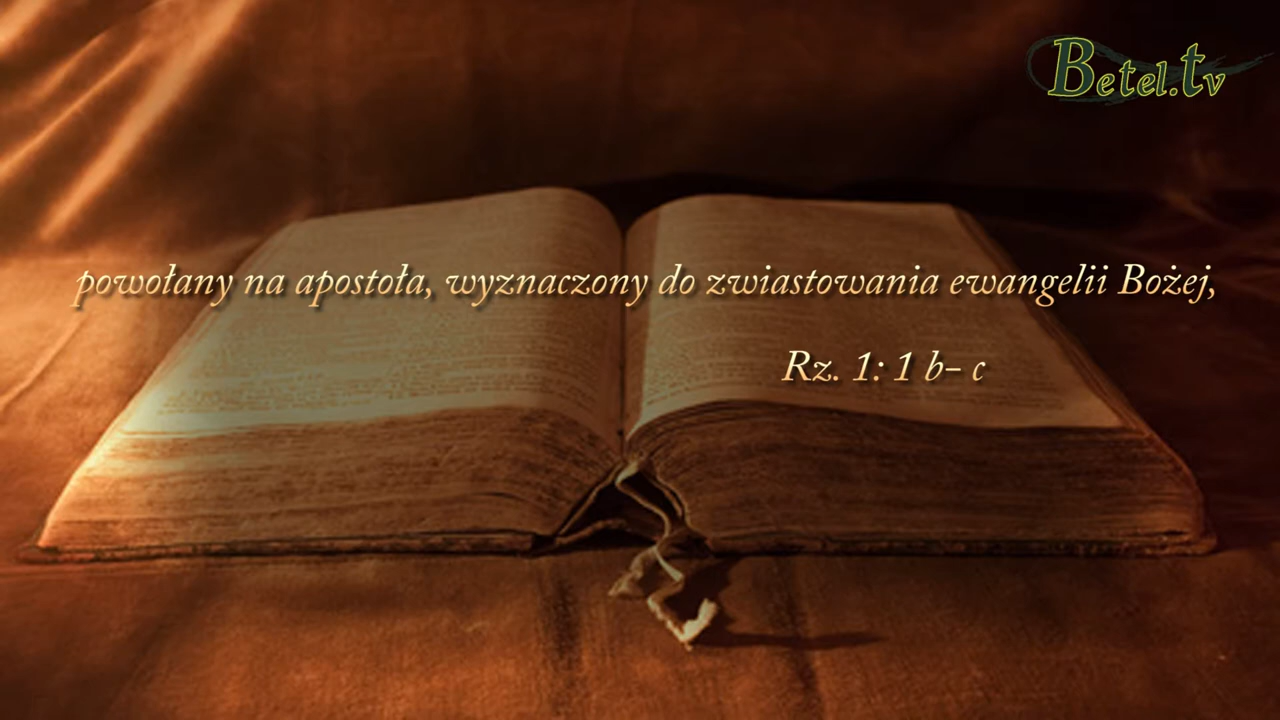 Betel.tv
powołany na apostoła, wyznaczony do zwiastowania ewangelii Bożej,
Rz. 1: 1 b- c